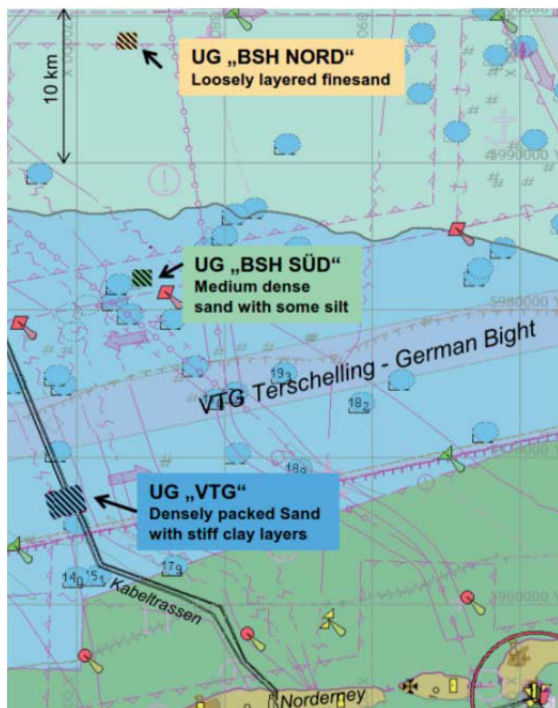 UG „BSH NORD“
Loosely layered finesand
10 km
5990000 Y
UG „BSH SÜD“
Medium dense
sand with some silt
5980000 Y
VTG Terschelling - German Bight
19₃
18₂
18₉
UG „VTG“
Densely packed Sand
with stiff clay layers
17₉
Kabeltrassen
Norderney